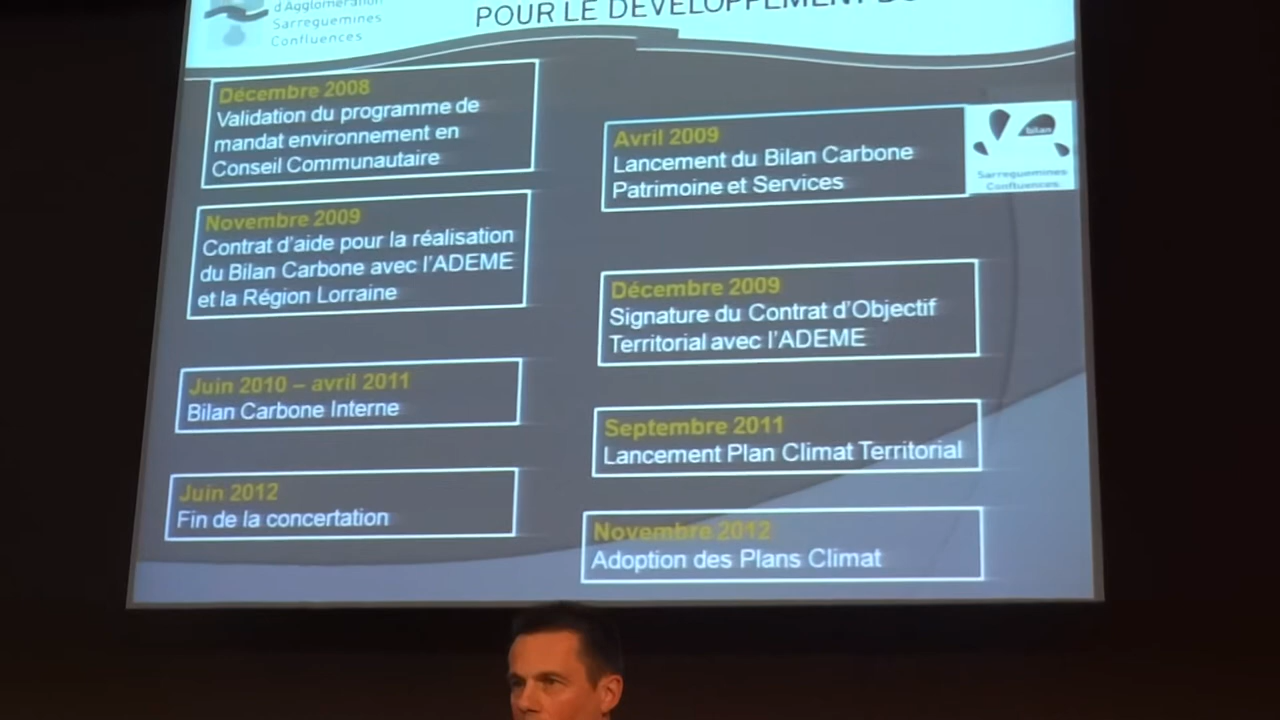 d'Agglomération
Sarreguemines
Confluences
POUR LE DÉVELOPPEMENT
Décembre 2008
Validation du programme de
mandat environnement en
Conseil Communautaire
Avril 2009
Lancement du Bilan Carbone
Patrimoine et Services
bilan
Sarreguemines
Confluences
Novembre 2009
Contrat d'aide pour la réalisation
du Bilan Carbone avec l'ADEME
et la Région Lorraine
Décembre 2009
Signature du Contrat d'Objectif
Territorial avec l'ADEME
Juin 2010 – avril 2011
Bilan Carbone Interne
Septembre 2011
Lancement Plan Climat Territorial
Juin 2012
Fin de la concertation
Novembre 2012
Adoption des Plans Climat